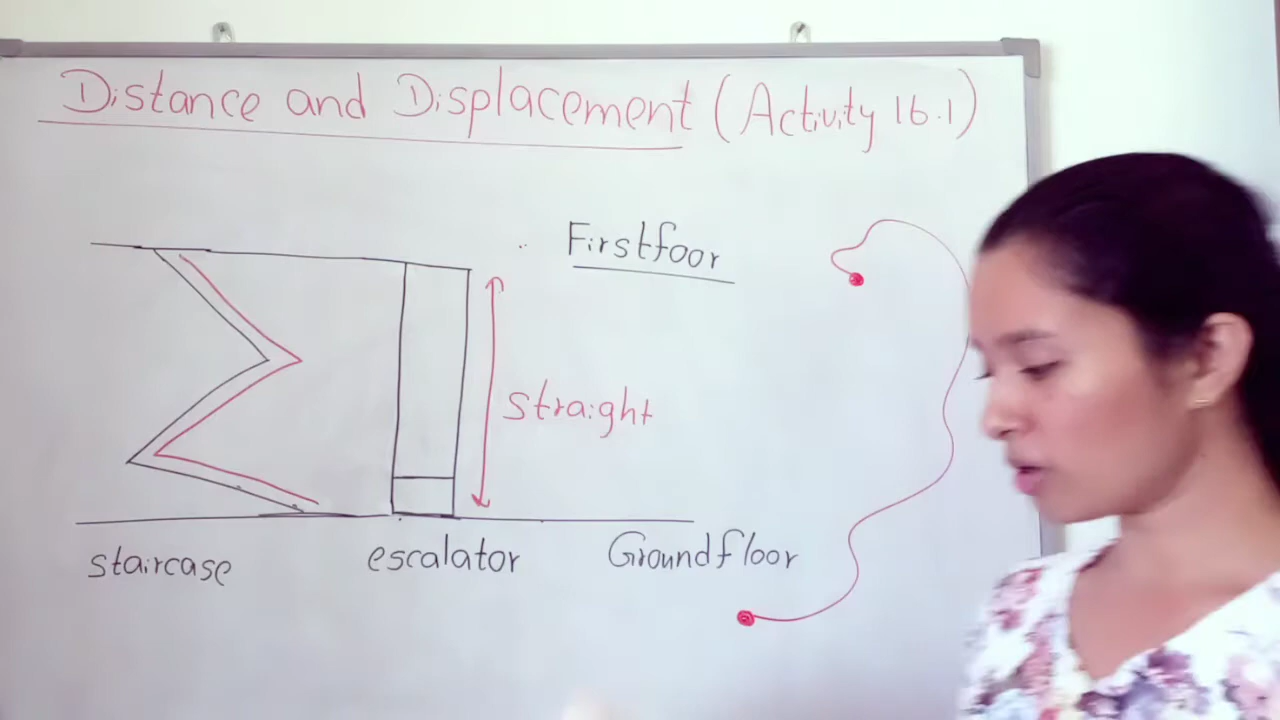 Distance and Displacement (Activity 16.1)
Firstfoor
Straight
staircase
escalator
Groundfloor